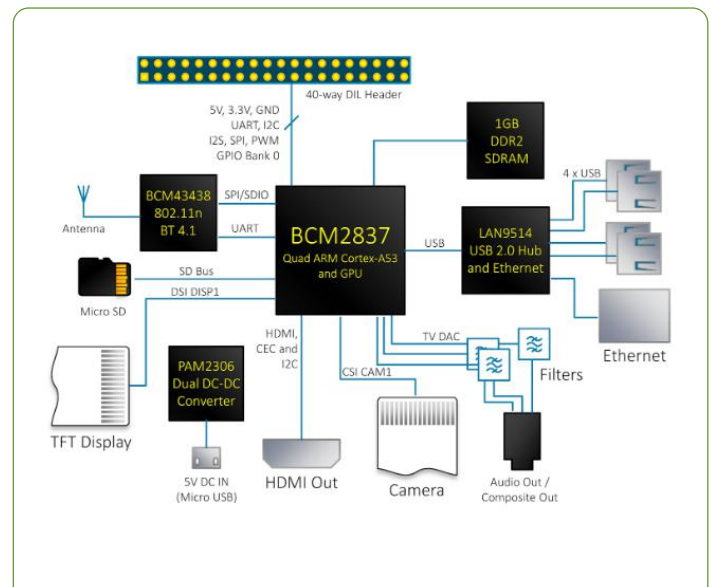 40-way DIL Header
5V, 3.3V, GND
UART, I2C
I2S, SPI, PWM
GPIO Bank 0
1GB
DDR2
SDRAM
4 x USB
BCM43438
802.11n
BT 4.1
SPI/SDIO
UART
Antenna
BCM2837
Quad ARM Cortex-A53
and GPU
USB
LAN9514
USB 2.0 Hub
and Ethernet
SD Bus
Micro SD
DSI DISP1
HDMI,
CEC and
I2C
TV DAC
Ethernet
CSI CAM1
Filters
PAM2306
Dual DC-DC
Converter
TFT Display
5V DC IN
(Micro USB)
HDMI Out
Camera
Audio Out /
Composite Out